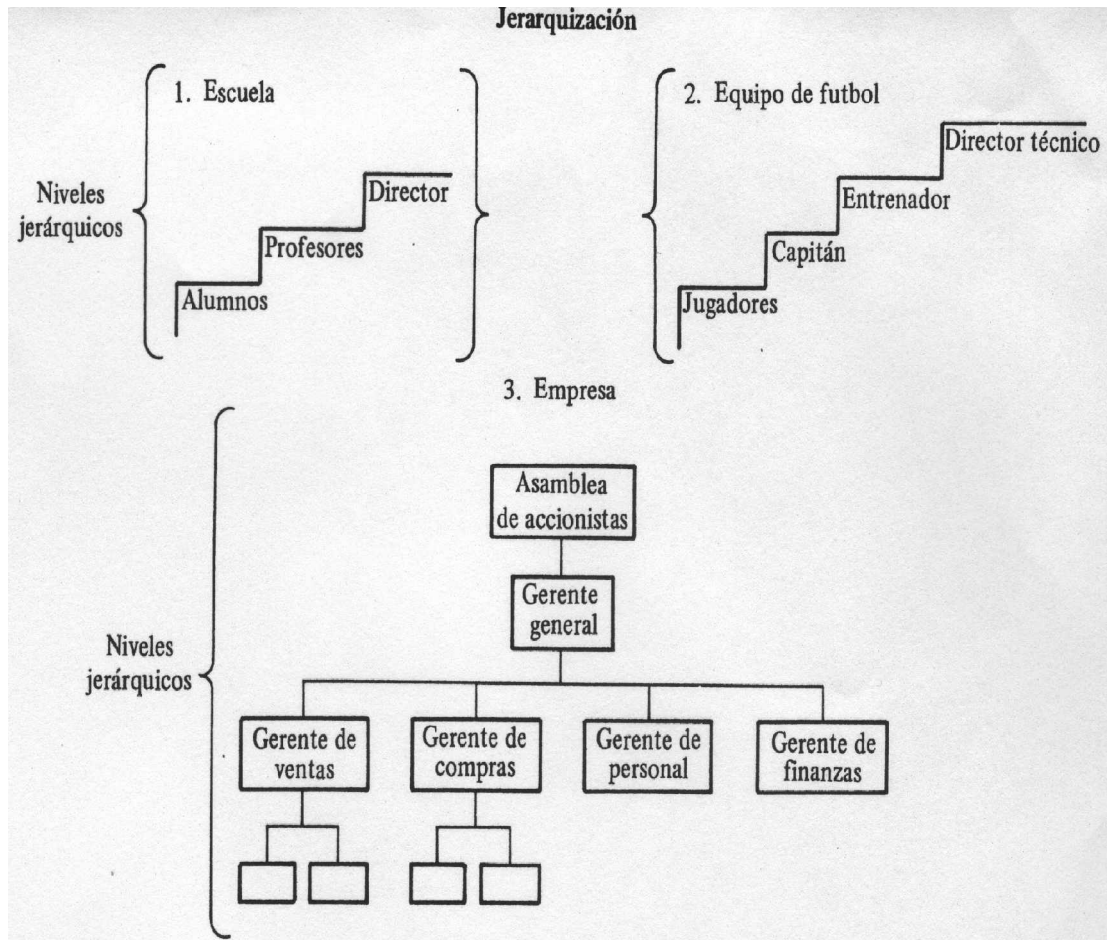 Jerarquización
1. Escuela
Niveles
jerárquicos
Director
Profesores
Alumnos
2. Equipo de futbol
Director técnico
Entrenador
Capitán
Jugadores
3. Empresa
Niveles
jerárquicos
Asamblea
de accionistas
Gerente
general
Gerente de
ventas
Gerente de
compras
Gerente de
personal
Gerente de
finanzas